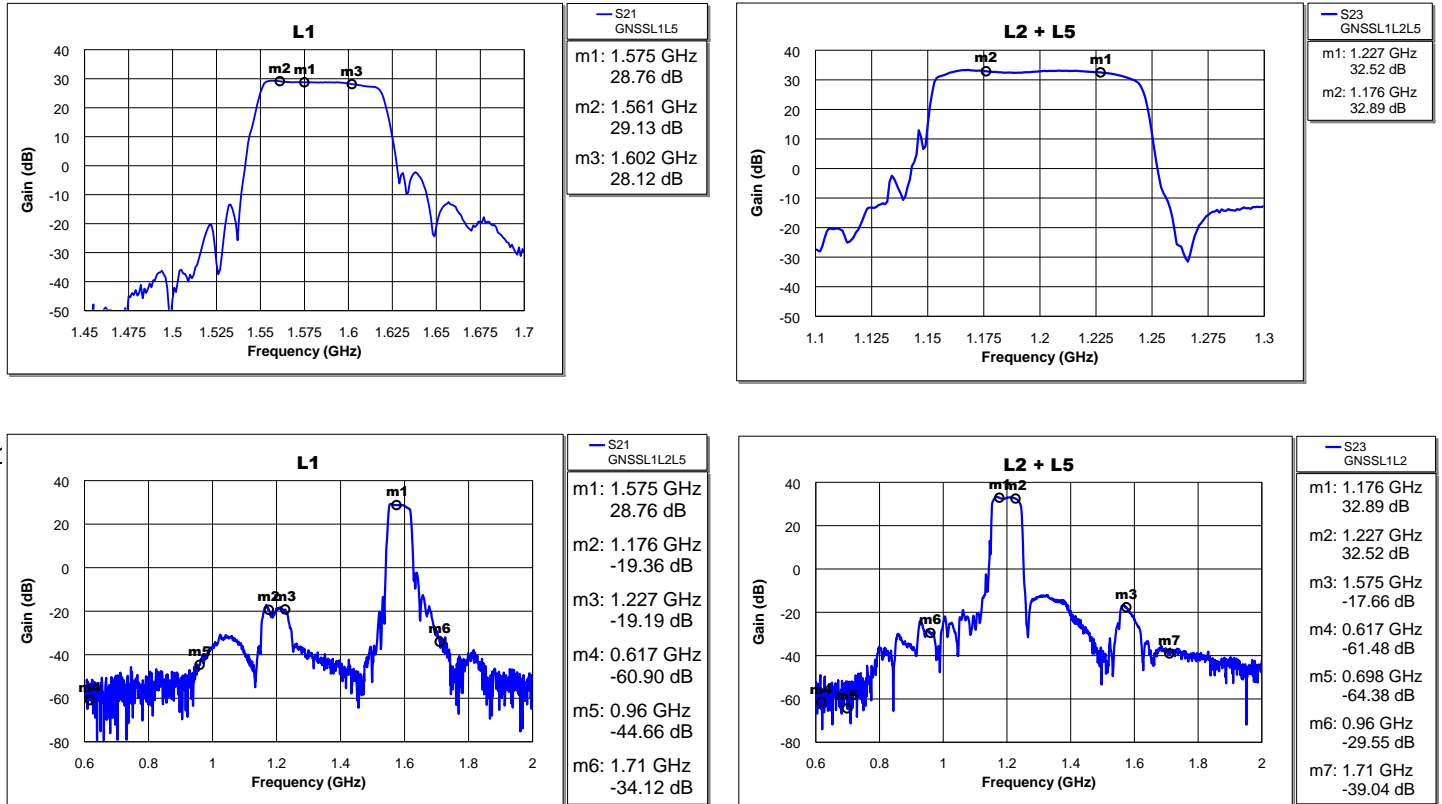 L1
S21
GNSSL1L5
m1: 1.575 GHz
28.76 dB
m2: 1.561 GHz
29.13 dB
m3: 1.602 GHz
28.12 dB
Gain (dB)
40
30
20
10
0
-10
-20
-30
-40
-50
m2 m1 m3
1.45 1.475 1.5 1.525 1.55 1.575 1.6 1.625 1.65 1.675 1.7
Frequency (GHz)
L2 + L5
S23
GNSSL1L2L5
m1: 1.227 GHz
32.52 dB
m2: 1.176 GHz
32.89 dB
Gain (dB)
40
30
20
10
0
-10
-20
-30
-40
-50
m2 m1
1.1 1.125 1.15 1.175 1.2 1.225 1.25 1.275 1.3
Frequency (GHz)
L1
S21
GNSSL1L2L5
m1: 1.575 GHz
28.76 dB
m2: 1.176 GHz
-19.36 dB
m3: 1.227 GHz
-19.19 dB
m4: 0.617 GHz
-60.90 dB
m5: 0.96 GHz
-44.66 dB
m6: 1.71 GHz
-34.12 dB
Gain (dB)
40
20
0
-20
-40
-60
-80
m1
m2 m3
m6
m5
m4
0.6 0.8 1 1.2 1.4 1.6 1.8 2
Frequency (GHz)
L2 + L5
S23
GNSSL1L2
m1: 1.176 GHz
32.89 dB
m2: 1.227 GHz
32.52 dB
m3: 1.575 GHz
-17.66 dB
m4: 0.617 GHz
-61.48 dB
m5: 0.698 GHz
-64.38 dB
m6: 0.96 GHz
-29.55 dB
m7: 1.71 GHz
-39.04 dB
Gain (dB)
40
20
0
-20
-40
-60
-80
m1 m2
m3
m6
m7
m4
m5
0.6 0.8 1 1.2 1.4 1.6 1.8 2
Frequency (GHz)